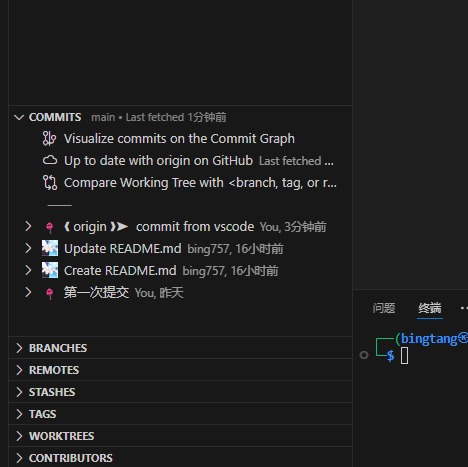 COMMITS main • Last fetched 1分钟前
Visualize commits on the Commit Graph
Up to date with origin on GitHub Last fetched ...
Compare Working Tree with <branch, tag, or r...
origin commit from vscode You, 3分钟前
Update README.md bing757, 16小时前
Create README.md bing757, 16小时前
第一次提交 You, 昨天
BRANCHES
REMOTES
STASHES
TAGS
WORKTREES
CONTRIBUTORS
问题 终端
(bingtang
$